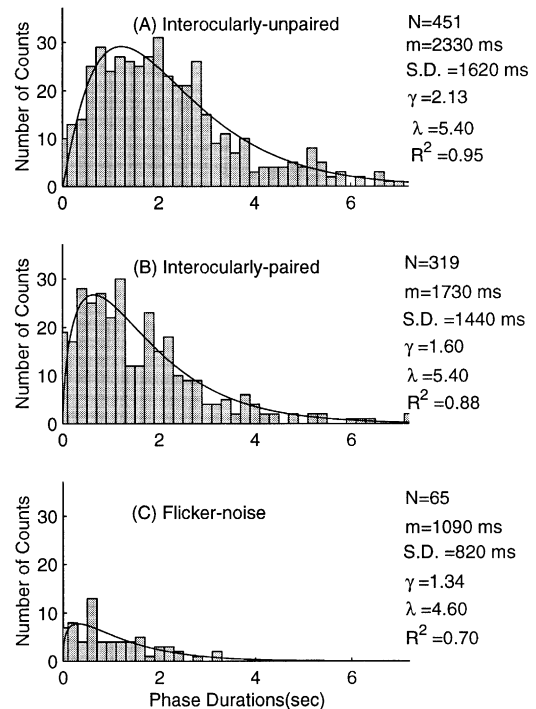 (A) Interocularly-unpaired
N=451
m=2330 ms
S.D. =1620 ms
γ =2.13
λ =5.40
R² =0.95
Number of Counts
30
20
10
0
0 2 4 6
(B) Interocularly-paired
N=319
m=1730 ms
S.D. =1440 ms
γ =1.60
λ =5.40
R² =0.88
Number of Counts
30
20
10
0
0 2 4 6
(C) Flicker-noise
N=65
m=1090 ms
S.D. =820 ms
γ =1.34
λ =4.60
R² =0.70
Number of Counts
30
20
10
0
0 2 4 6
Phase Durations(sec)